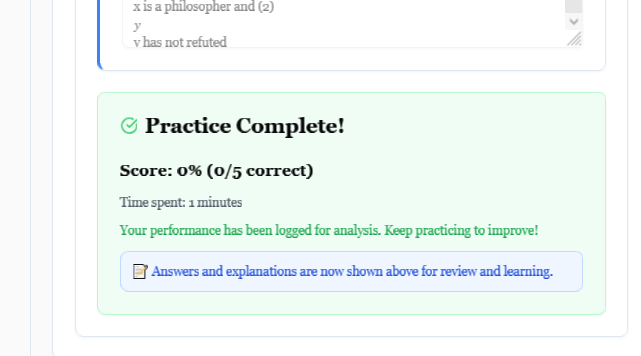 x is a philosopher and (2)
y
y has not refuted
Practice Complete!
Score: 0% (0/5 correct)
Time spent: 1 minutes
Your performance has been logged for analysis. Keep practicing to improve!
📝 Answers and explanations are now shown above for review and learning.